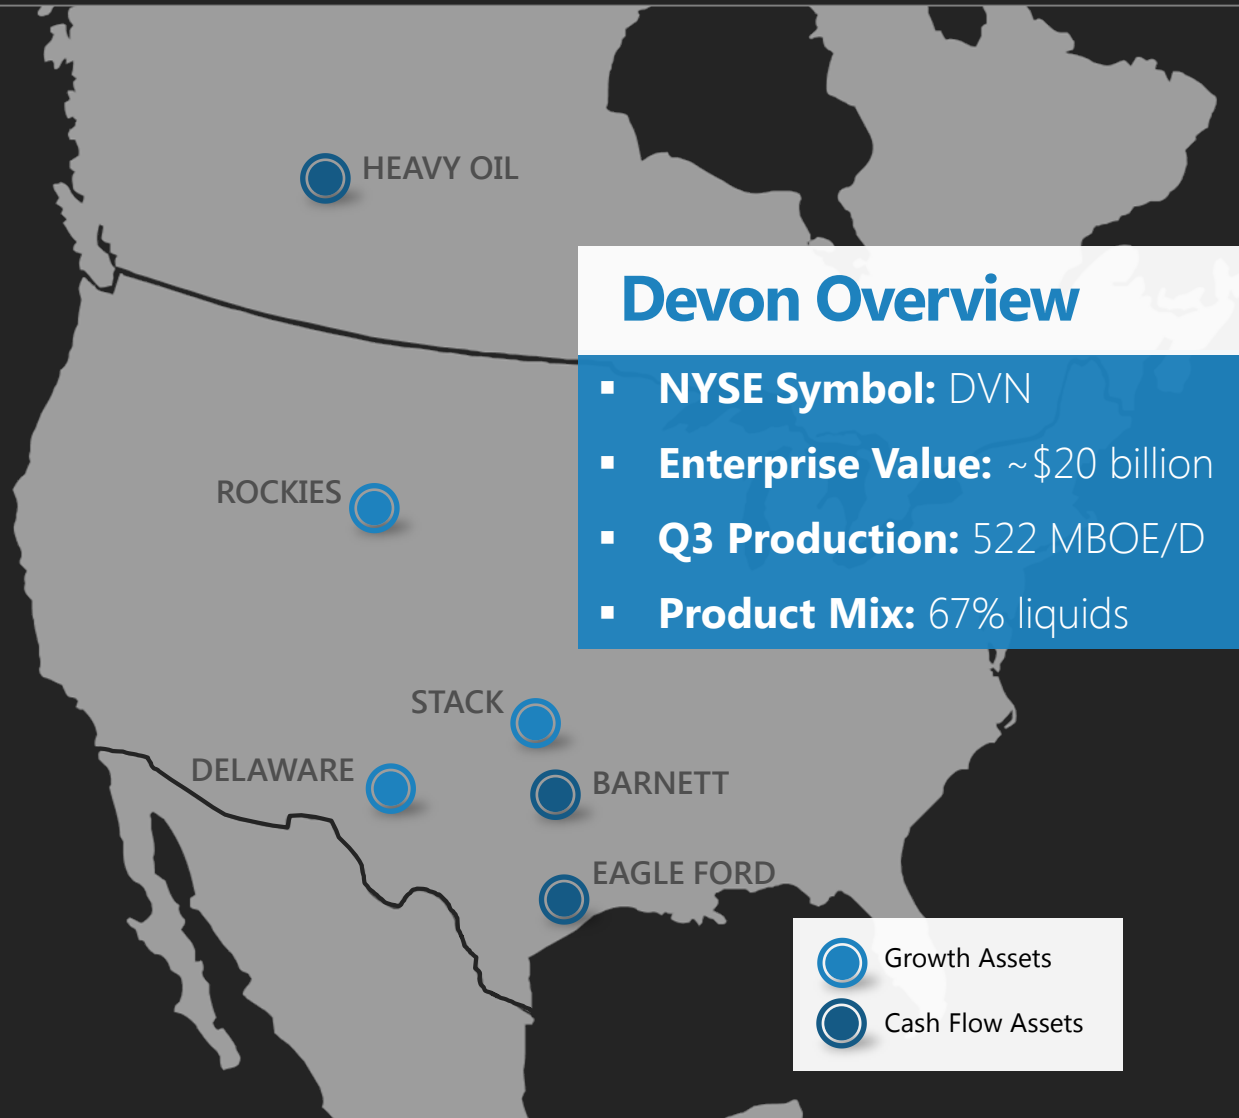 HEAVY OIL
Devon Overview
▪ NYSE Symbol: DVN
▪ Enterprise Value: ~$20 billion
▪ Q3 Production: 522 MBOE/D
▪ Product Mix: 67% liquids
ROCKIES
STACK
DELAWARE
BARNETT
EAGLE FORD
Growth Assets
Cash Flow Assets